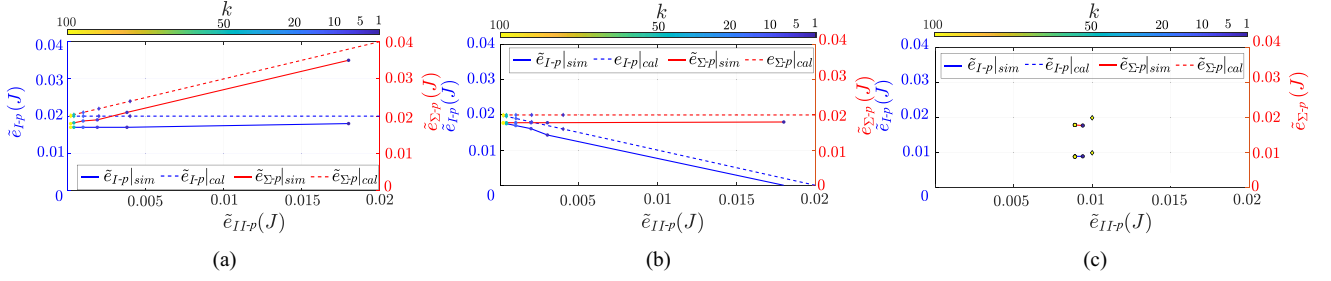 k
100 50 20 10 5 1
0.04 0.04
0.03 0.03
0.02 0.02
0.01 0.01
0 0
0.005 0.01 0.015 0.02
ẽ_{I-p}(J)
ẽ_{Σ-p}(J)
ẽ_{I-p}|_{sim} ẽ_{I-p}|_{cal} ẽ_{Σ-p}|_{sim} ẽ_{Σ-p}|_{cal}
ẽ_{II-p}(J)
(a)
k
100 50 20 10 5 1
0.04 0.04
0.03 0.03
0.02 0.02
0.01 0.01
0 0
0 0.005 0.01 0.015 0.02
ẽ_{I-p}(J)
ẽ_{Σ-p}(J)
ẽ_{I-p}|_{sim} e_{I-p}|_{cal} ẽ_{Σ-p}|_{sim} e_{Σ-p}|_{cal}
ẽ_{II-p}(J)
(b)
k
100 50 20 10 5 1
0.04 0.04
0.03 0.03
0.02 0.02
0.01 0.01
0 0
0.005 0.01 0.015 0.02
ẽ_{I-p}(J)
ẽ_{Σ-p}(J)
ẽ_{I-p}|_{sim} ẽ_{I-p}|_{cal} ẽ_{Σ-p}|_{sim} ẽ_{Σ-p}|_{cal}
ẽ_{II-p}(J)
(c)